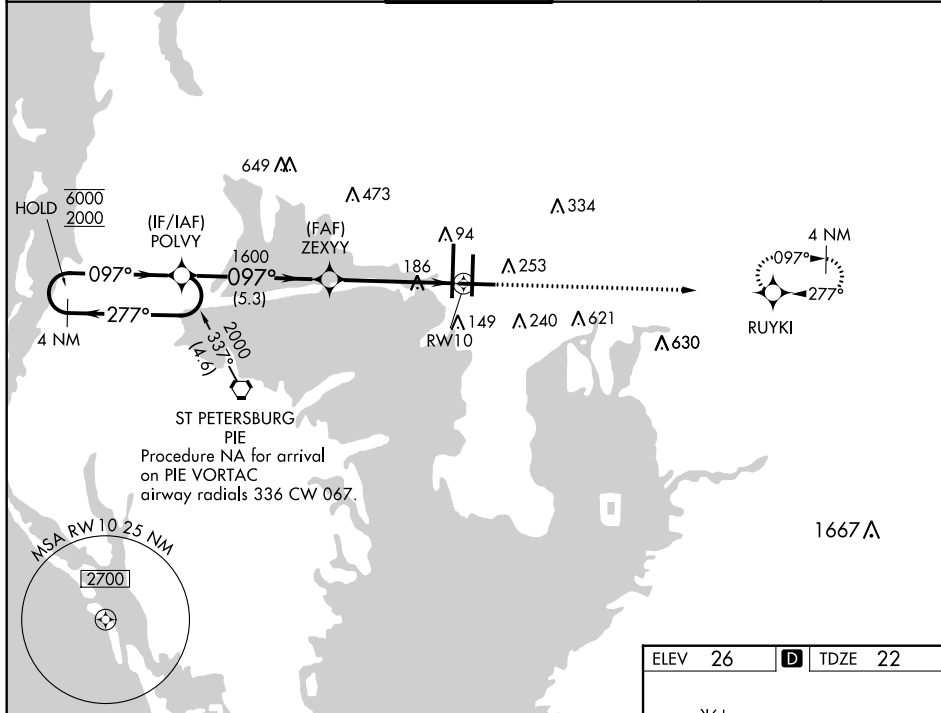 649
473
334
HOLD
6000
2000
(IF/IAF)
POLVY
(FAF)
ZEXYY
94
4 NM
097°
1600
097°
(5.3)
186
253
097°
277°
277°
4 NM
RW10
149
240
621
630
RUYKI
2000
337°
(4.6)
ST PETERSBURG
PIE
Procedure NA for arrival
on PIE VORTAC
airway radials 336 CW 067.
1667
MSA RW 10 25 NM
2700
ELEV 26
D
TDZE 22